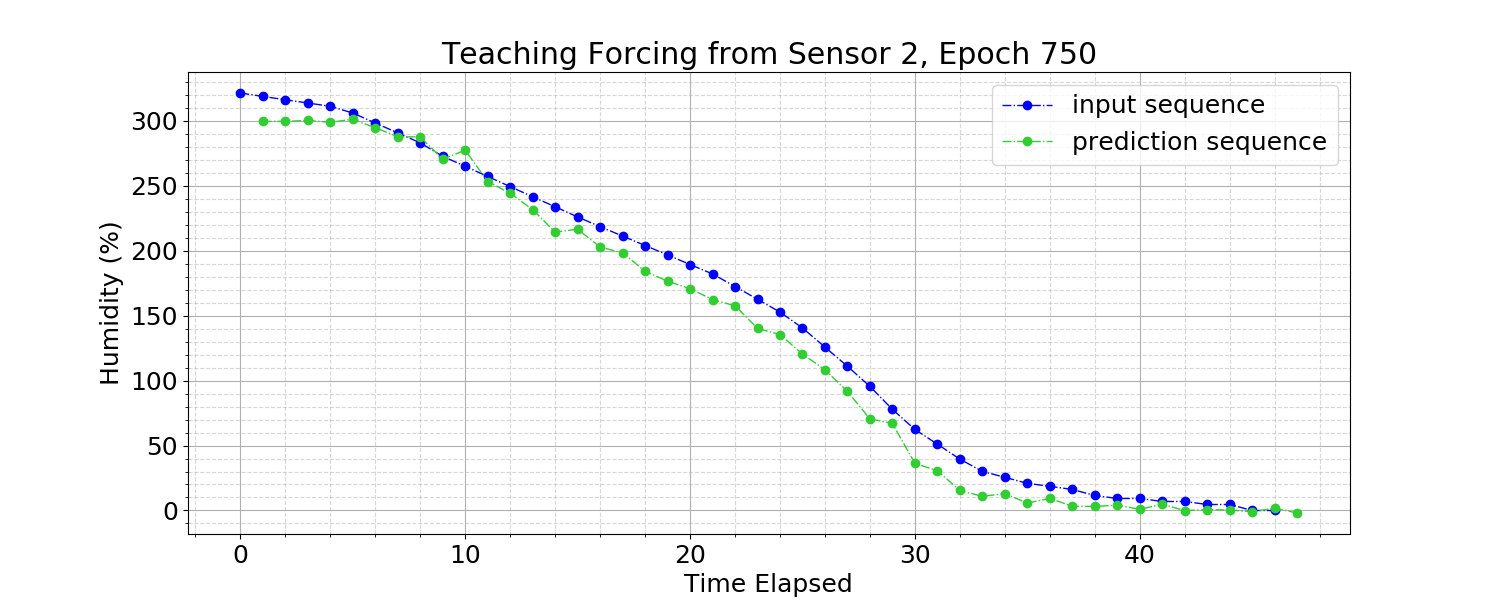 Teaching Forcing from Sensor 2, Epoch 750
input sequence
prediction sequence
Humidity (%)
300
250
200
150
100
50
0
0 10 20 30 40
Time Elapsed